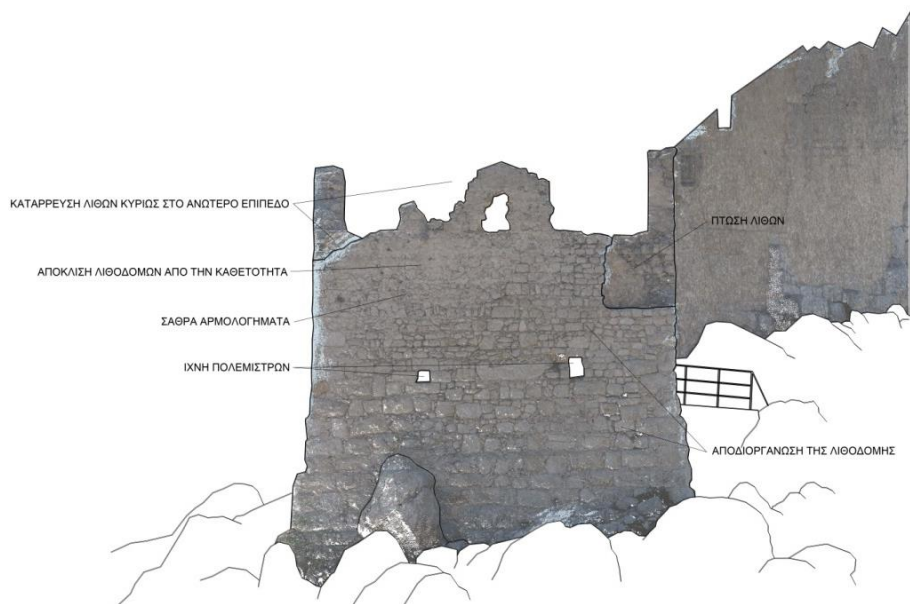 ΚΑΤΑΡΡΕΥΣΗ ΛΙΘΩΝ ΚΥΡΙΩΣ ΣΤΟ ΑΝΩΤΕΡΟ ΕΠΙΠΕΔΟ
ΠΤΩΣΗ ΛΙΘΩΝ
ΑΠΟΚΛΙΣΗ ΛΙΘΟΔΟΜΩΝ ΑΠΟ ΤΗΝ ΚΑΘΕΤΟΤΗΤΑ
ΣΑΘΡΑ ΑΡΜΟΛΟΓΗΜΑΤΑ
ΙΧΝΗ ΠΟΛΕΜΙΣΤΡΩΝ
ΑΠΟΔΙΟΡΓΑΝΩΣΗ ΤΗΣ ΛΙΘΟΔΟΜΗΣ